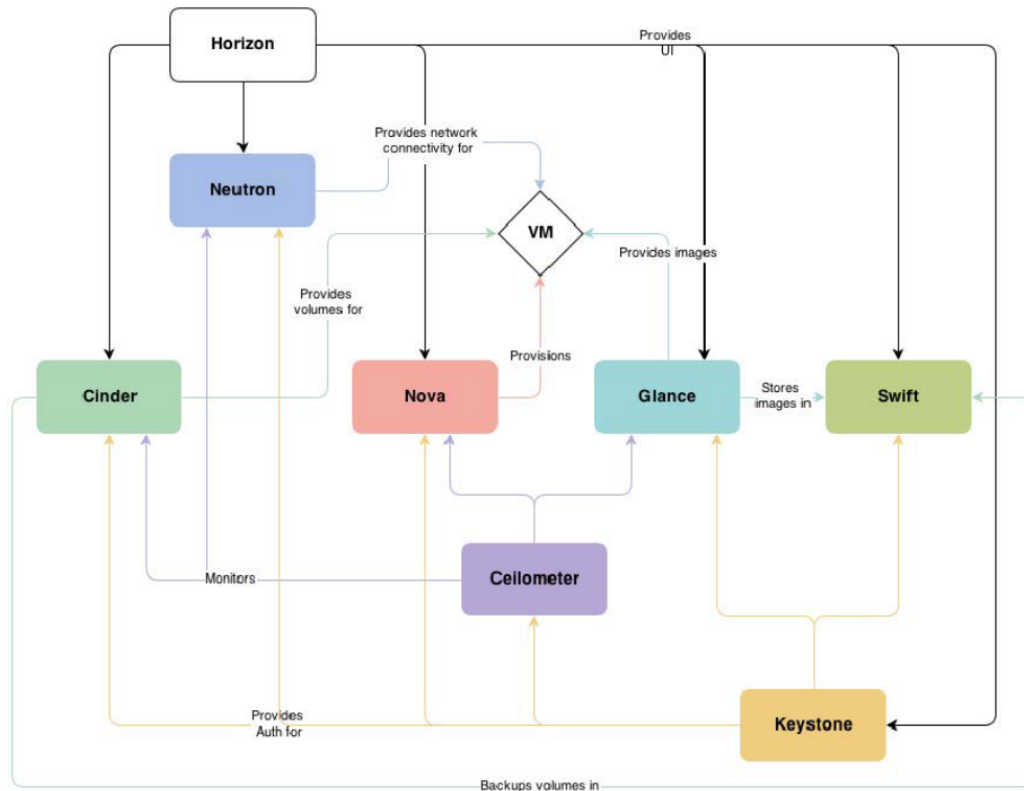 Horizon
Provides
UI
Provides network
connectivity for
Neutron
VM
Provides images
Provides
volumes for
Provisions
Cinder
Nova
Glance
Stores
images in
Swift
Monitors
Ceilometer
Provides
Auth for
Keystone
Backups volumes in